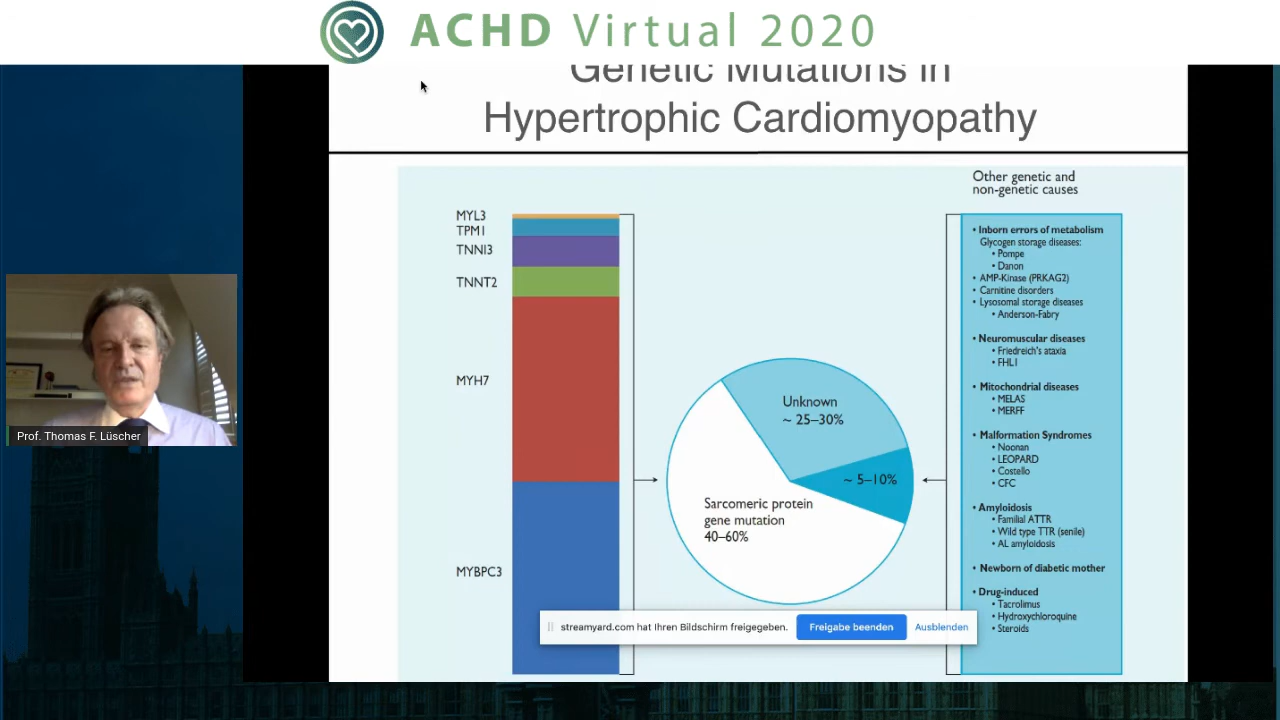 ACHD Virtual 2020
Genetic Mutations in
Hypertrophic Cardiomyopathy
Other genetic and
non-genetic causes
MYL3
TPM1
TNNI3
TNNT2
MYH7
MYBPC3
Unknown
~ 25–30%
~ 5–10%
Sarcomeric protein
gene mutation
40–60%
• Inborn errors of metabolism
Glycogen storage diseases:
• Pompe
• Danon
• AMP-Kinase (PRKAG2)
• Carnitine disorders
• Lysosomal storage diseases
• Anderson-Fabry
• Neuromuscular diseases
• Friedreich's ataxia
• FHL1
• Mitochondrial diseases
• MELAS
• MERFF
• Malformation Syndromes
• Noonan
• LEOPARD
• Costello
• CFC
• Amyloidosis
• Familial ATTR
• Wild type TTR (senile)
• AL amyloidosis
• Newborn of diabetic mother
• Drug-induced
• Tacrolimus
• Hydroxychloroquine
• Steroids
Prof. Thomas F. Lüscher
streamyard.com hat Ihren Bildschirm freigegeben.
Freigabe beenden
Ausblenden